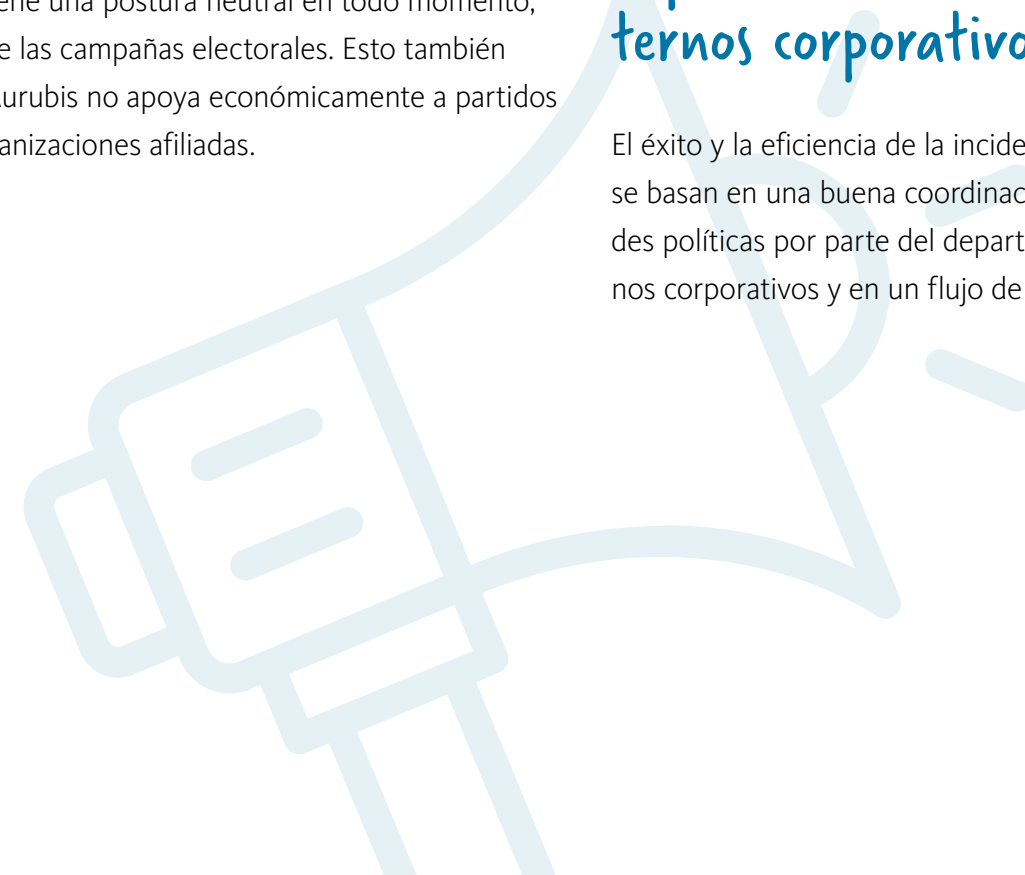 ene una postura neutral en todo momento,
e las campañas electorales. Esto también
urubis no apoya económicamente a partidos
anizaciones afiliadas.
ternos corporativo
El éxito y la eficiencia de la incide
se basan en una buena coordinac
des políticas por parte del depart
nos corporativos y en un flujo de